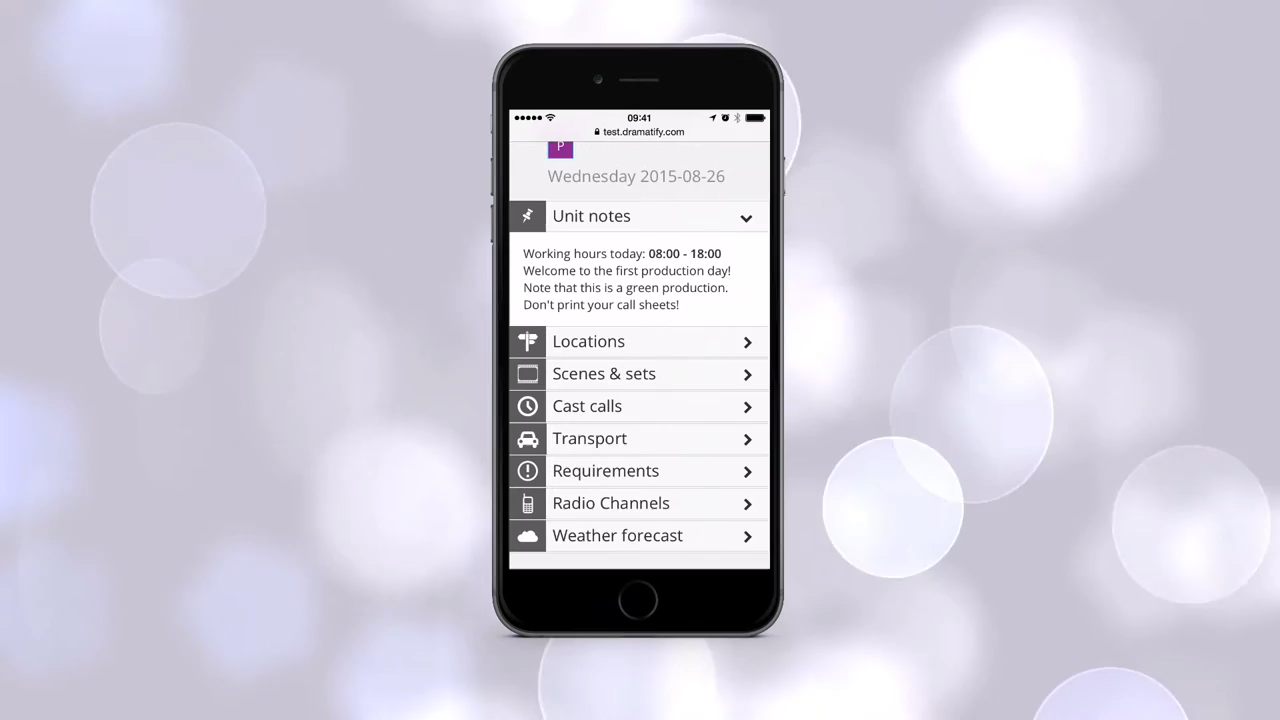 09:41
test.dramatify.com
P
Wednesday 2015-08-26
Unit notes
Working hours today: 08:00 - 18:00
Welcome to the first production day!
Note that this is a green production.
Don't print your call sheets!
Locations
Scenes & sets
Cast calls
Transport
Requirements
Radio Channels
Weather forecast